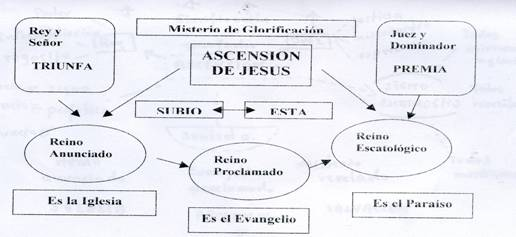 Rey y
Señor
TRIUNFA
Misterio de Glorificación
ASCENSION
DE JESUS
Juez y
Dominador
PREMIA
SUBIO
ESTA
Reino
Anunciado
Reino
Proclamado
Reino
Escatológico
Es la Iglesia
Es el Evangelio
Es el Paraíso